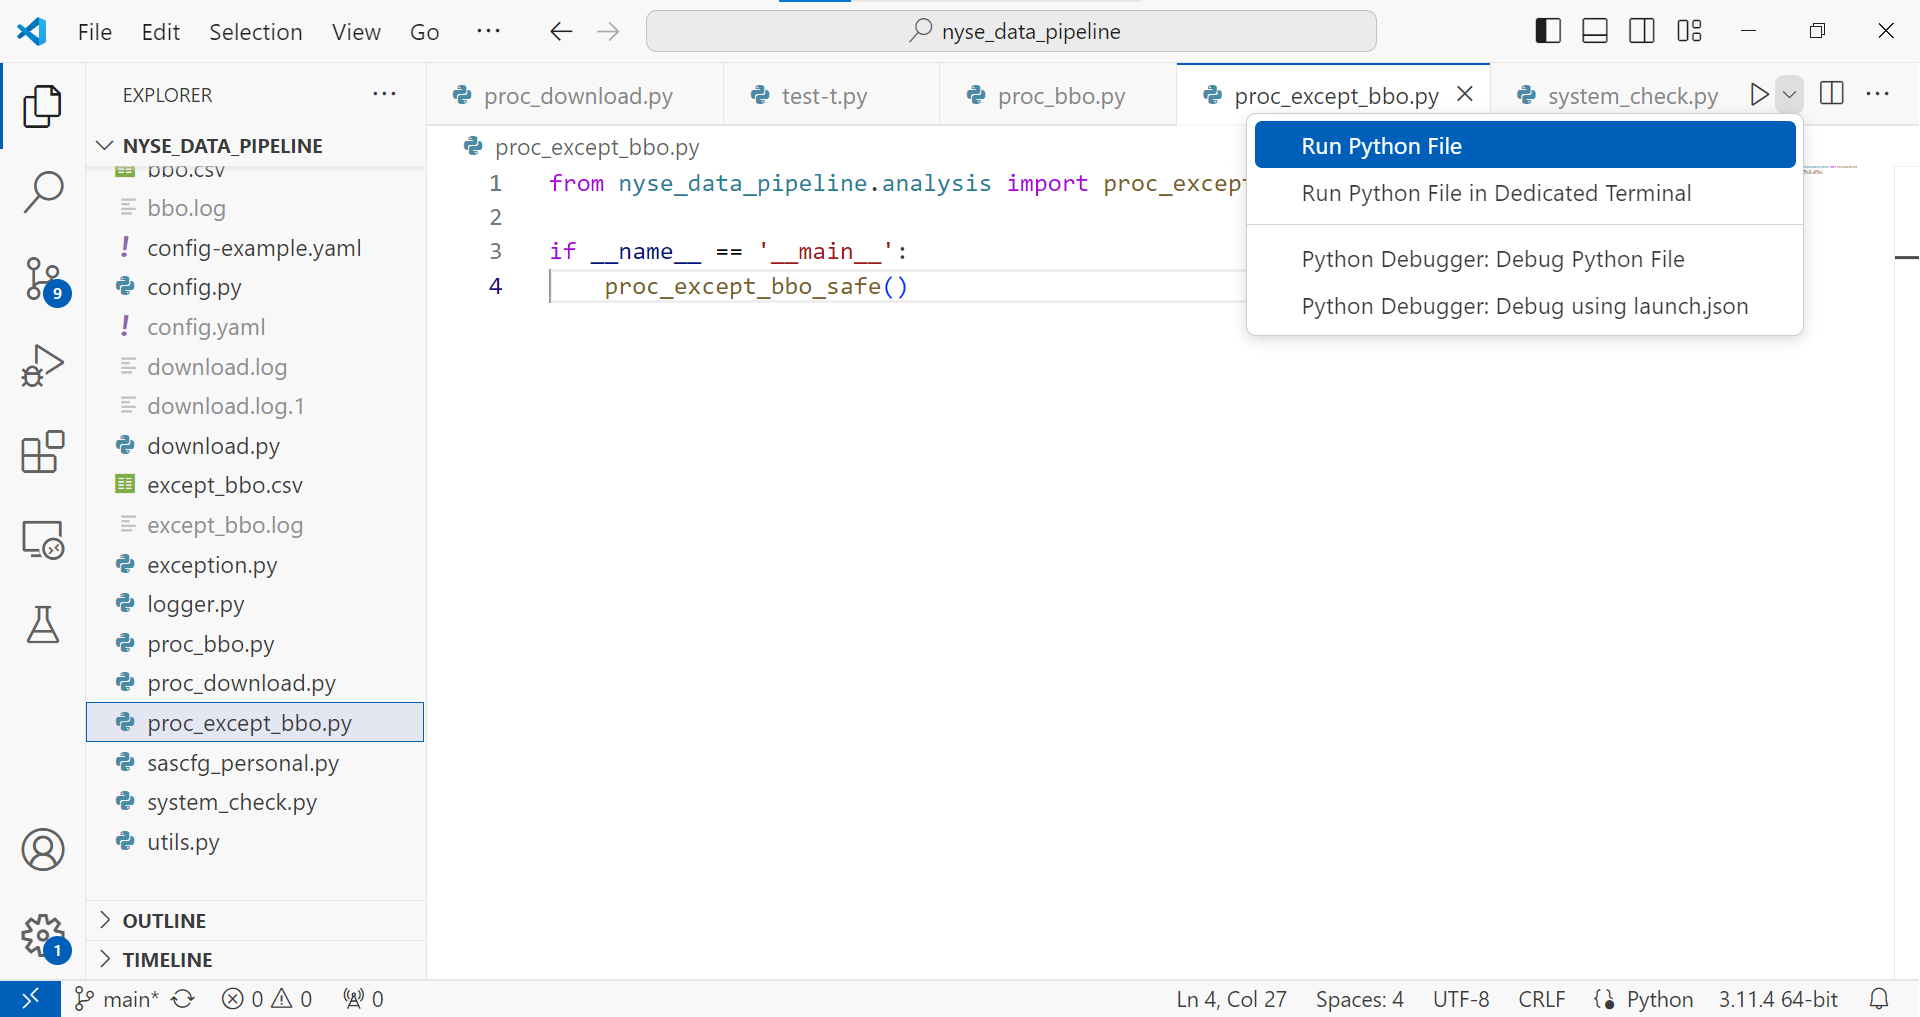 File Edit Selection View Go ··· nyse_data_pipeline
EXPLORER ···
NYSE_DATA_PIPELINE
bbo.csv
bbo.log
config-example.yaml
config.py
config.yaml
download.log
download.log.1
download.py
except_bbo.csv
except_bbo.log
exception.py
logger.py
proc_bbo.py
proc_download.py
proc_except_bbo.py
sascfg_personal.py
system_check.py
utils.py
OUTLINE
TIMELINE
9
1
proc_download.py test-t.py proc_bbo.py proc_except_bbo.py system_check.py
proc_except_bbo.py
1 from nyse_data_pipeline.analysis import proc_except
2
3 if __name__ == '__main__':
4 proc_except_bbo_safe()
Run Python File
Run Python File in Dedicated Terminal
Python Debugger: Debug Python File
Python Debugger: Debug using launch.json
main* 0 0 0 Ln 4, Col 27 Spaces: 4 UTF-8 CRLF Python 3.11.4 64-bit